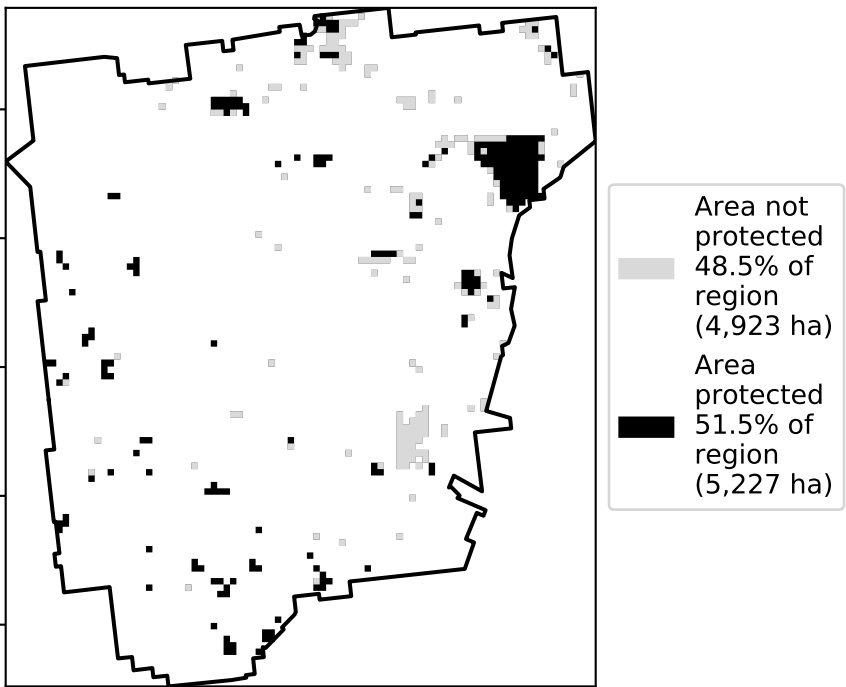 Area not
protected
48.5% of
region
(4,923 ha)
Area
protected
51.5% of
region
(5,227 ha)